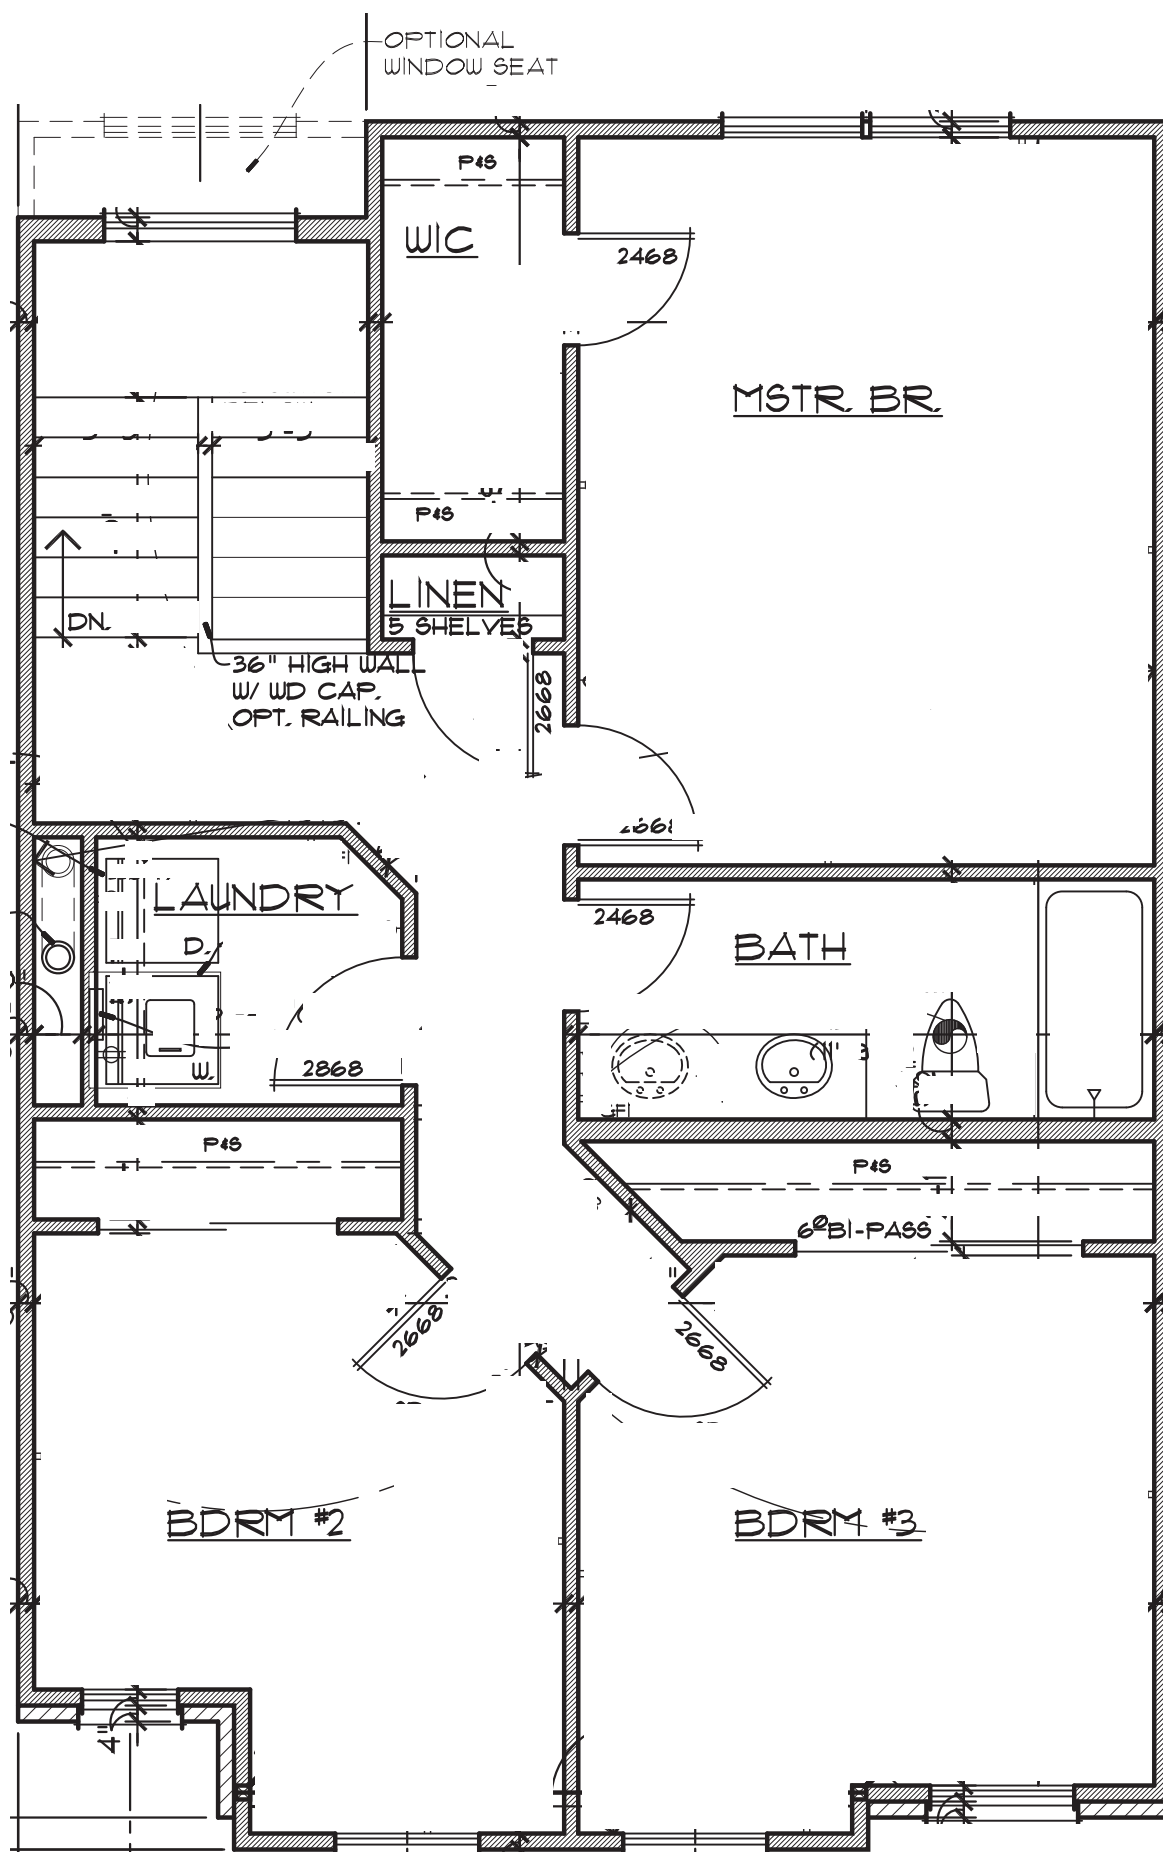 OPTIONAL
WINDOW SEAT
P&S
WIC
2468
MSTR. BR.
P&S
LINEN
5 SHELVES
DN.
36" HIGH WALL
W/ WD CAP.
OPT. RAILING
2668
LAUNDRY
D.
2468
BATH
W.
2868
P&S
P&S
6⁰ BI-PASS
2668
2668
BDRM #2
BDRM #3
4"